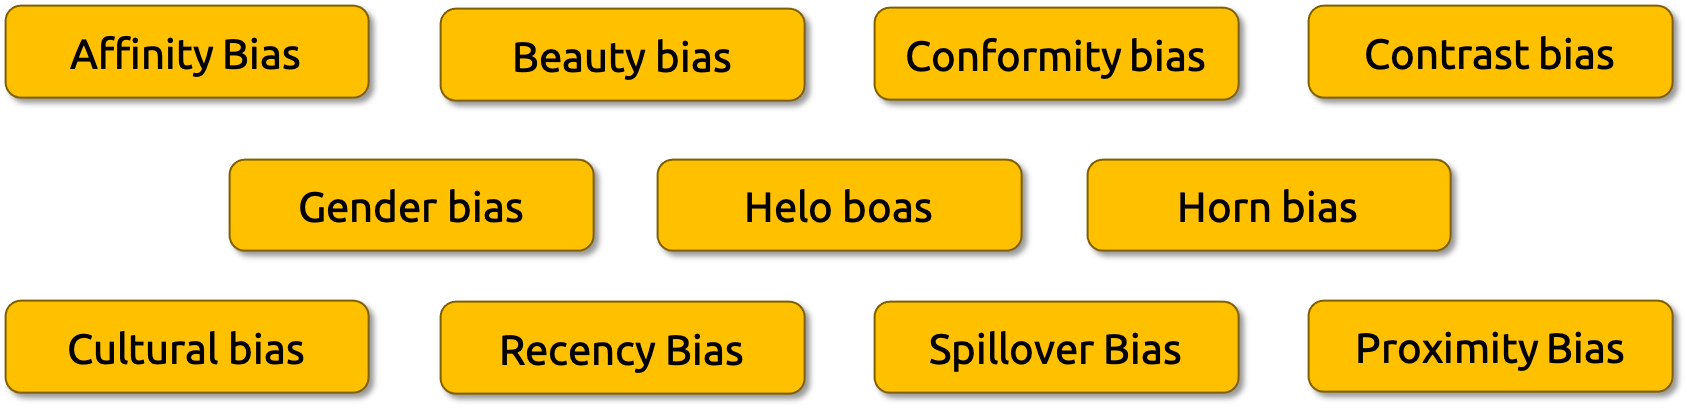 Affinity Bias
Beauty bias
Conformity bias
Contrast bias
Gender bias
Helo boas
Horn bias
Cultural bias
Recency Bias
Spillover Bias
Proximity Bias